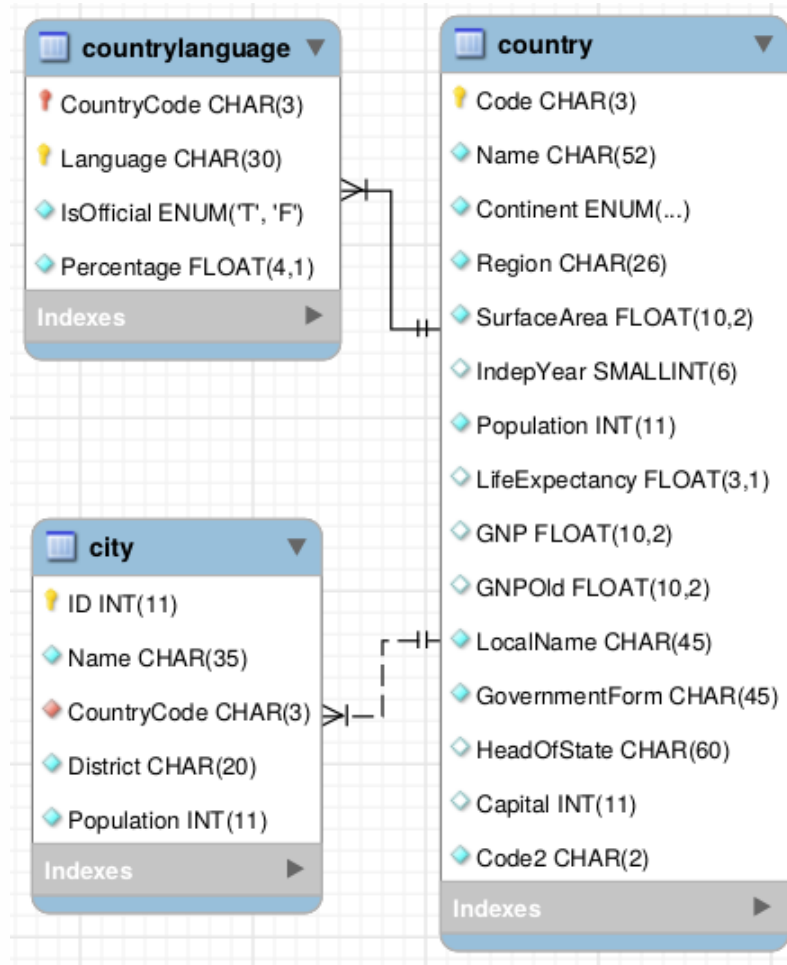 countrylanguage
CountryCode CHAR(3)
Language CHAR(30)
IsOfficial ENUM('T', 'F')
Percentage FLOAT(4,1)
Indexes
country
Code CHAR(3)
Name CHAR(52)
Continent ENUM(...)
Region CHAR(26)
SurfaceArea FLOAT(10,2)
IndepYear SMALLINT(6)
Population INT(11)
LifeExpectancy FLOAT(3,1)
GNP FLOAT(10,2)
GNPOld FLOAT(10,2)
LocalName CHAR(45)
GovernmentForm CHAR(45)
HeadOfState CHAR(60)
Capital INT(11)
Code2 CHAR(2)
Indexes
city
ID INT(11)
Name CHAR(35)
CountryCode CHAR(3)
District CHAR(20)
Population INT(11)
Indexes